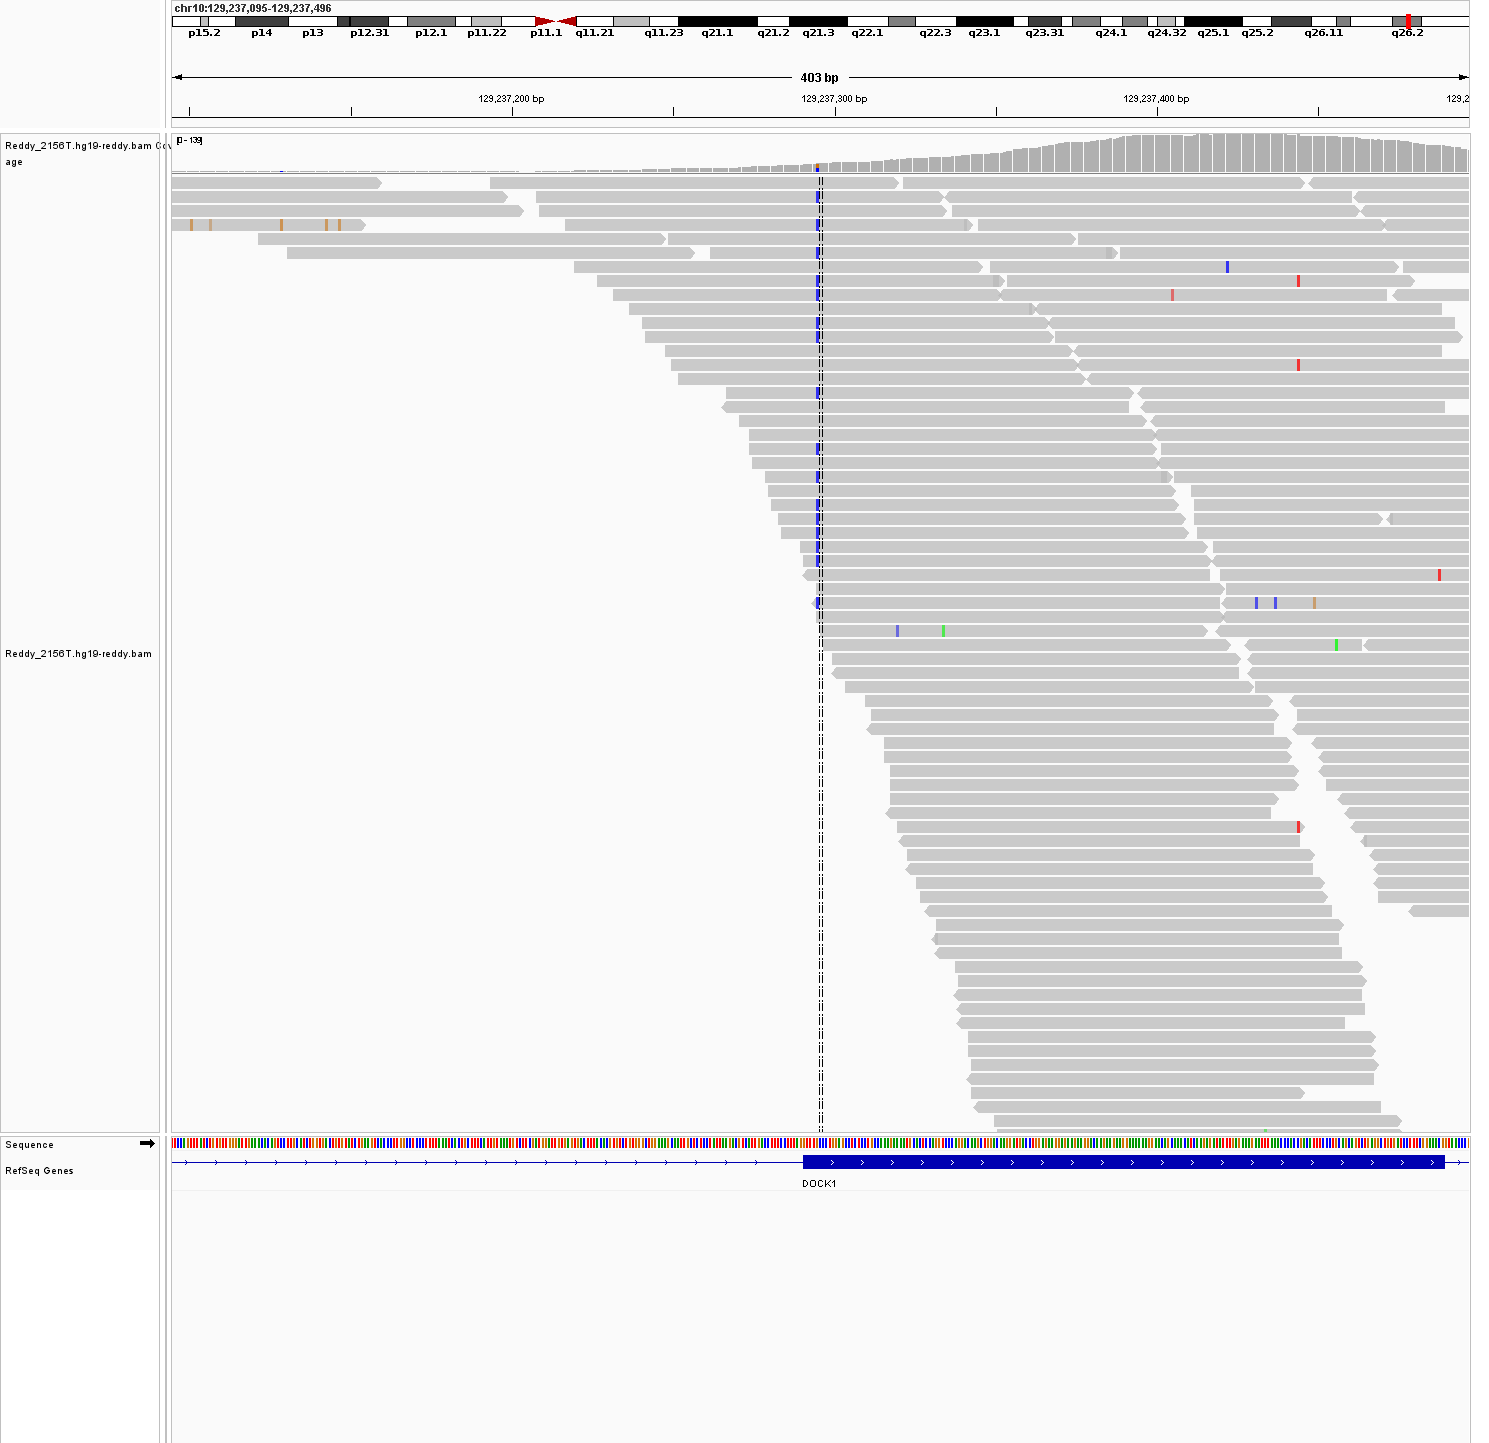 chr10:129,237,095-129,237,496
p15.2 p14 p13 p12.31 p12.1 p11.22 p11.1 q11.21 q11.23 q21.1 q21.2 q21.3 q22.1 q22.3 q23.1 q23.31 q24.1 q24.32 q25.1 q25.2 q26.11 q26.2
403 bp
129,237,200 bp 129,237,300 bp 129,237,400 bp 129,2
[0 - 139]
Reddy_2156T.hg19-reddy.bam Cov
age
Reddy_2156T.hg19-reddy.bam
Sequence
RefSeq Genes
DOCK1